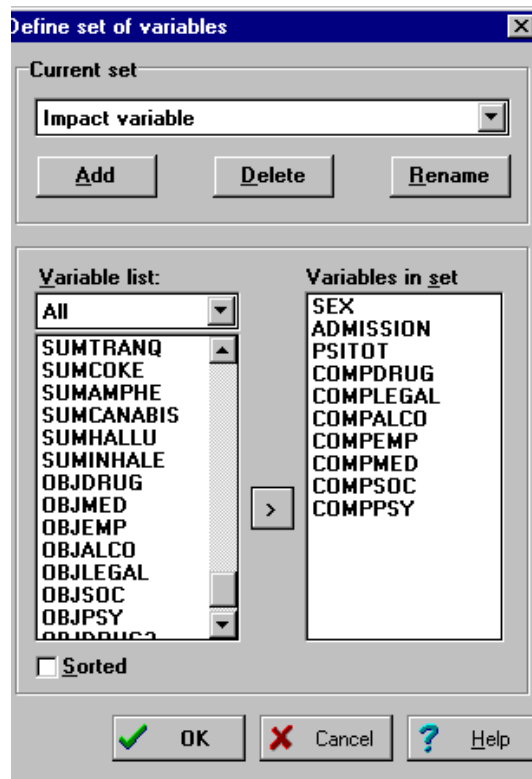 Define set of variables
Current set
Impact variable
Add
Delete
Rename
Variable list:
All
SUMTRANQ
SUMCOKE
SUMAMPHE
SUMCANABIS
SUMHALLU
SUMINHALE
OBJDRUG
OBJMED
OBJEMP
OBJALCO
OBJLEGAL
OBJSOC
OBJPSY
>
Variables in set
SEX
ADMISSION
PSITOT
COMPDRUG
COMPLEGAL
COMPALCO
COMPEMP
COMPMED
COMPSOC
COMPPSY
Sorted
OK
Cancel
? Help